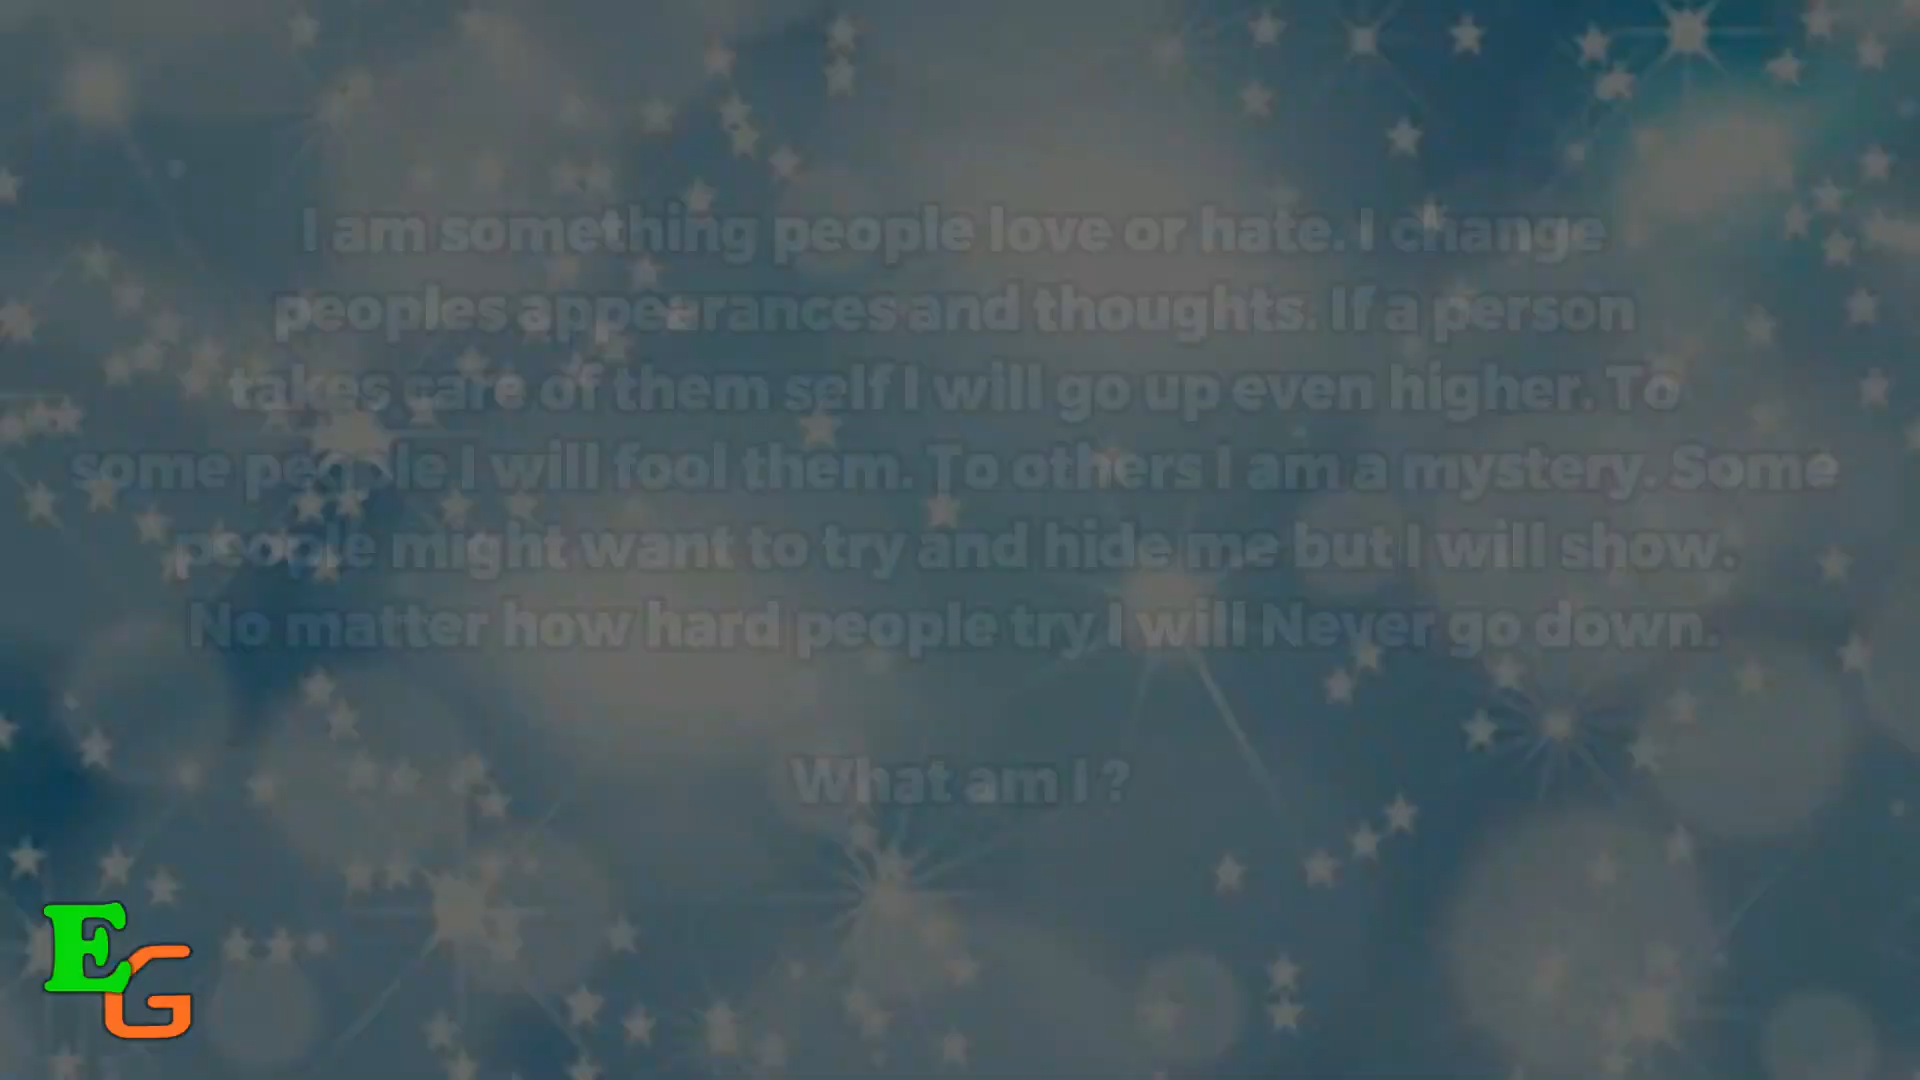 I am something people love or hate. I change
peoples appearances and thoughts. If a person
takes care of them self I will go up even higher. To
some people I will fool them. To others I am a mystery. Some
people might want to try and hide me but I will show.
No matter how hard people try I will Never go down.
What am I ?
EG